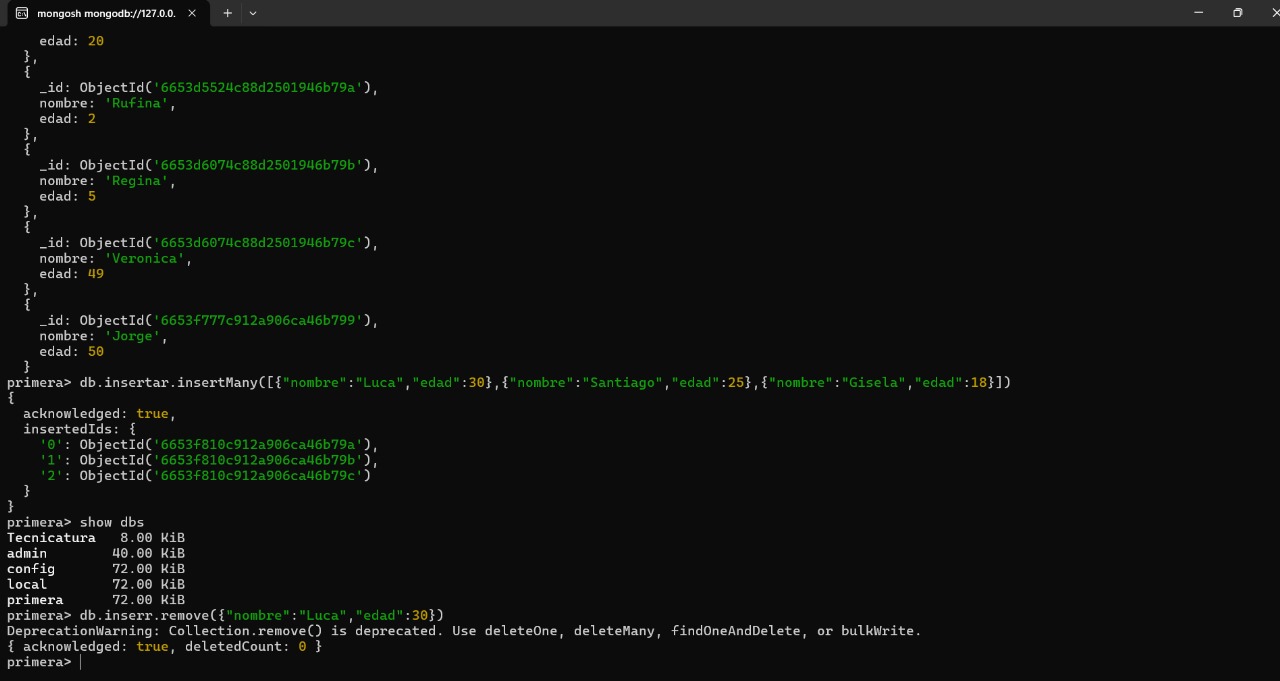 mongosh mongodb://127.0.0.
edad: 20
},
{
_id: ObjectId('6653d5524c88d2501946b79a'),
nombre: 'Rufina',
edad: 2
},
{
_id: ObjectId('6653d6074c88d2501946b79b'),
nombre: 'Regina',
edad: 5
},
{
_id: ObjectId('6653d6074c88d2501946b79c'),
nombre: 'Veronica',
edad: 49
},
{
_id: ObjectId('6653f777c912a906ca46b799'),
nombre: 'Jorge',
edad: 50
}
primera> db.insertar.insertMany([{"nombre":"Luca","edad":30},{"nombre":"Santiago","edad":25},{"nombre":"Gisela","edad":18}])
{
acknowledged: true,
insertedIds: {
'0': ObjectId('6653f810c912a906ca46b79a'),
'1': ObjectId('6653f810c912a906ca46b79b'),
'2': ObjectId('6653f810c912a906ca46b79c')
}
}
primera> show dbs
Tecnicatura 8.00 KiB
admin 40.00 KiB
config 72.00 KiB
local 72.00 KiB
primera 72.00 KiB
primera> db.inserr.remove({"nombre":"Luca","edad":30})
DeprecationWarning: Collection.remove() is deprecated. Use deleteOne, deleteMany, findOneAndDelete, or bulkWrite.
{ acknowledged: true, deletedCount: 0 }
primera>